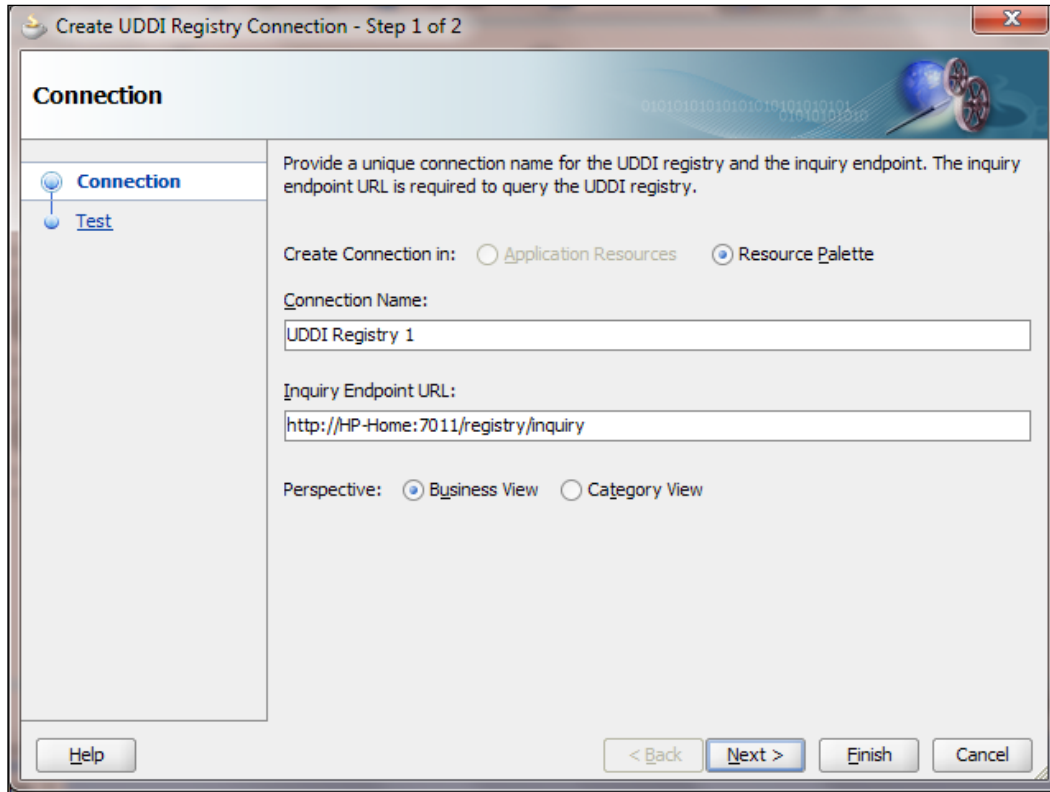 Create UDDI Registry Connection - Step 1 of 2
x
Connection
0101010101010101010101010101
01010101010
Connection
Test
Provide a unique connection name for the UDDI registry and the inquiry endpoint. The inquiry
endpoint URL is required to query the UDDI registry.
Create Connection in: Application Resources Resource Palette
Connection Name:
UDDI Registry 1
Inquiry Endpoint URL:
http://HP-Home:7011/registry/inquiry
Perspective: Business View Category View
Help < Back Next > Finish Cancel